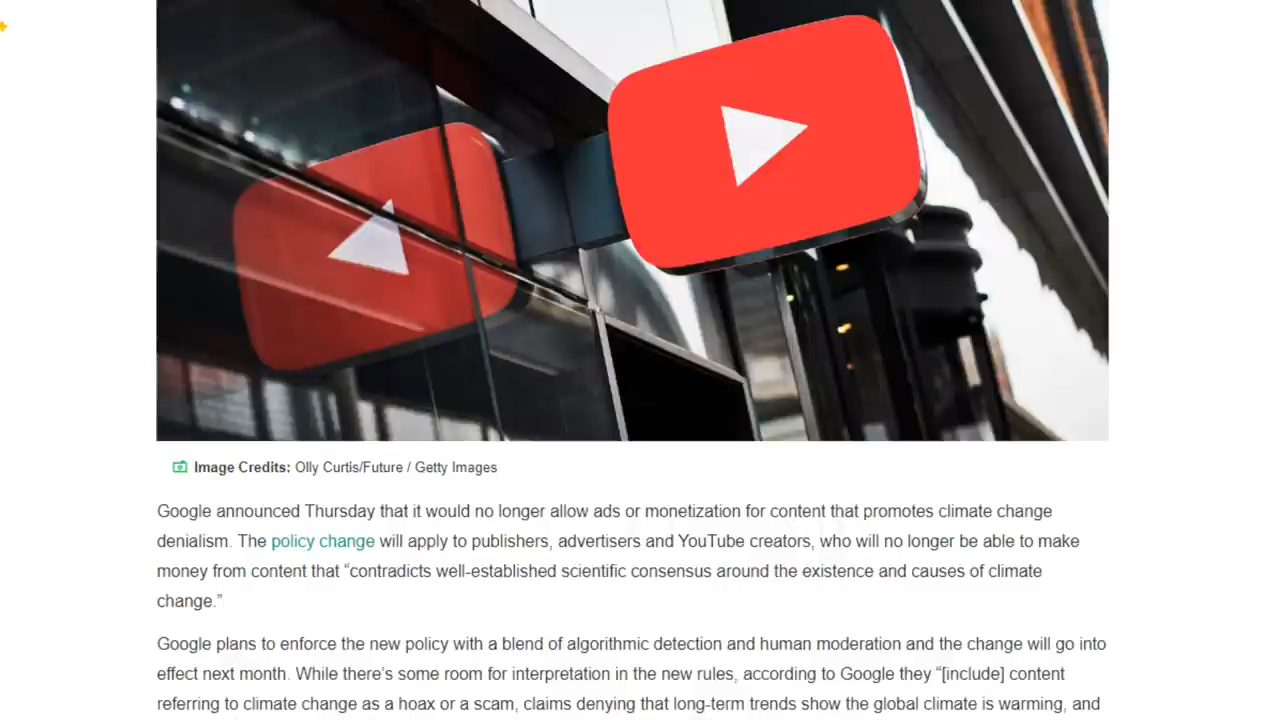 Image Credits: Olly Curtis/Future / Getty Images
Google announced Thursday that it would no longer allow ads or monetization for content that promotes climate change
denialism. The policy change will apply to publishers, advertisers and YouTube creators, who will no longer be able to make
money from content that “contradicts well-established scientific consensus around the existence and causes of climate
change.”
Google plans to enforce the new policy with a blend of algorithmic detection and human moderation and the change will go into
effect next month. While there’s some room for interpretation in the new rules, according to Google they “[include] content
referring to climate change as a hoax or a scam, claims denying that long-term trends show the global climate is warming, and